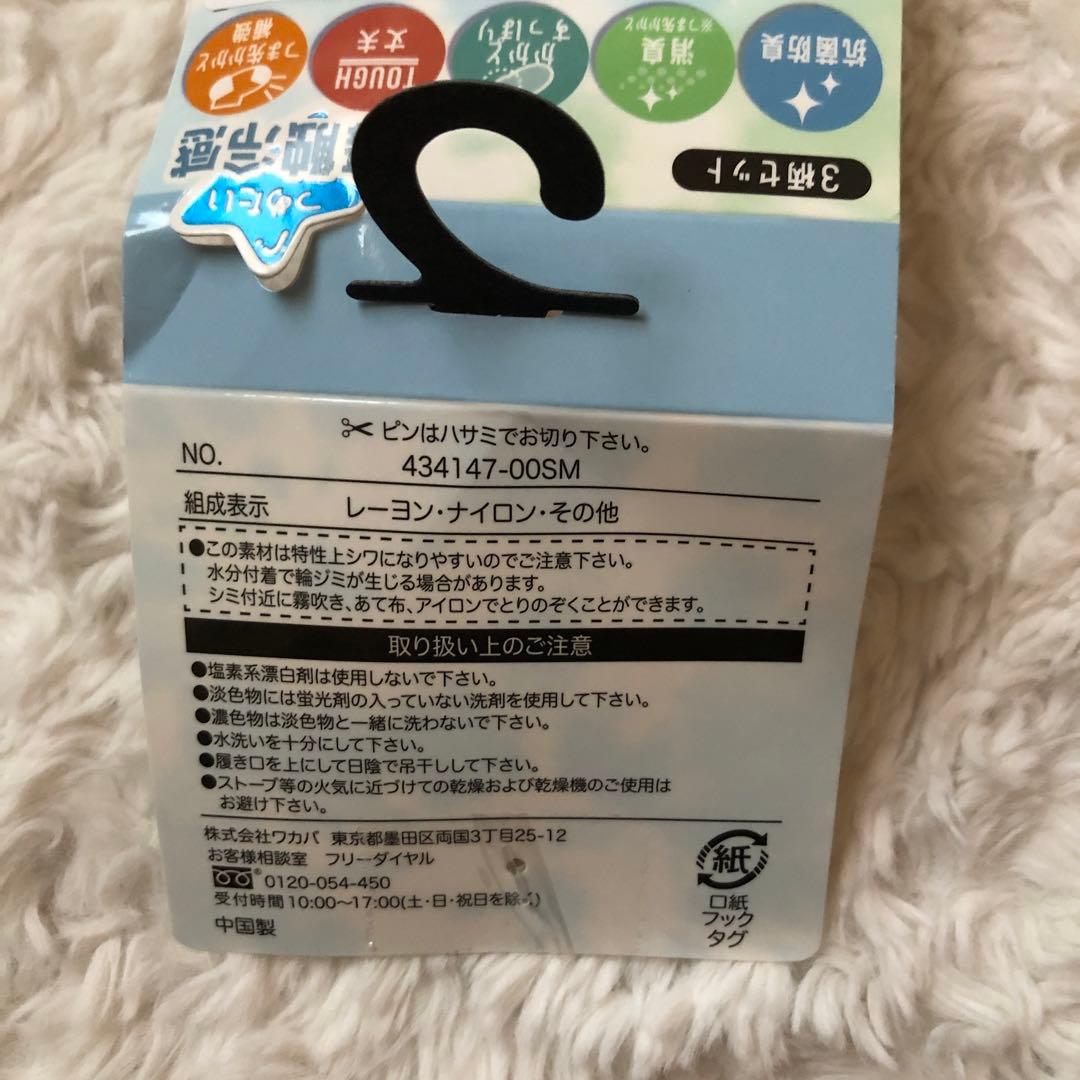 抗菌防臭
消臭
※つま先かかと
かかと
すっぽり
TOUGH
丈夫
つま先かかと
補強
3柄セット
触冷感
つめたい
ピンはハサミでお切り下さい。
NO. 434147-00SM
組成表示 レーヨン・ナイロン・その他
●この素材は特性上シワになりやすいのでご注意下さい。
水分付着で輪ジミが生じる場合があります。
シミ付近に霧吹き、あて布、アイロンでとりのぞくことができます。
取り扱い上のご注意
●塩素系漂白剤は使用しないで下さい。
●淡色物には蛍光剤の入っていない洗剤を使用して下さい。
●濃色物は淡色物と一緒に洗わないで下さい。
●水洗いを十分にして下さい。
●履き口を上にして日陰で吊干しして下さい。
●ストーブ等の火気に近づけての乾燥および乾燥機のご使用は
お避け下さい。
株式会社ワカバ 東京都墨田区両国3丁目25-12
お客様相談室 フリーダイヤル
0120-054-450
受付時間10:00〜17:00(土・日・祝日を除く)
中国製
紙
口紙
フック
タグ